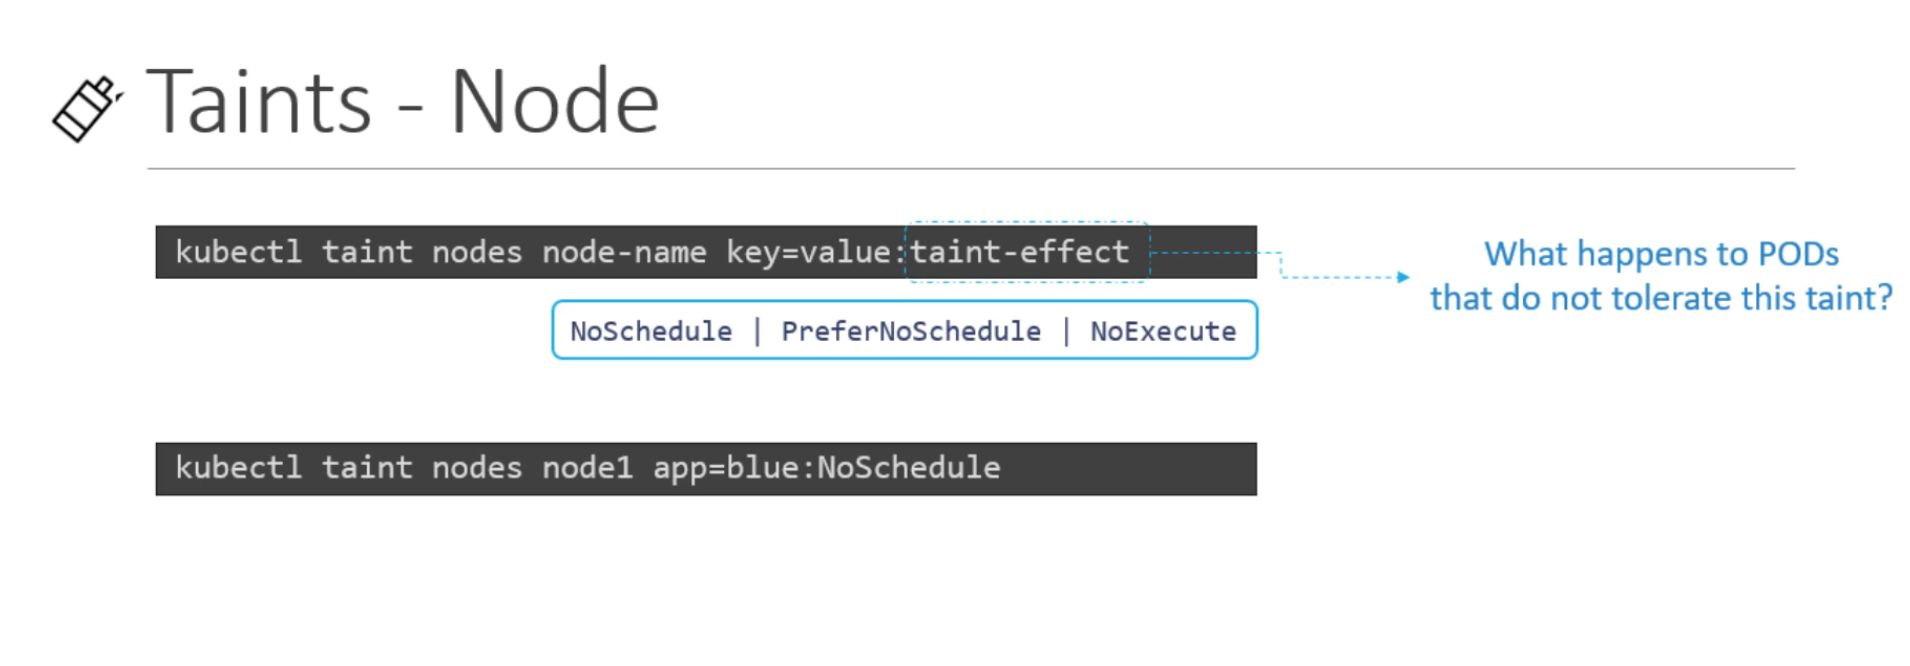 Taints - Node
kubectl taint nodes node-name key=value:taint-effect
What happens to PODs
that do not tolerate this taint?
NoSchedule | PreferNoSchedule | NoExecute
kubectl taint nodes node1 app=blue:NoSchedule